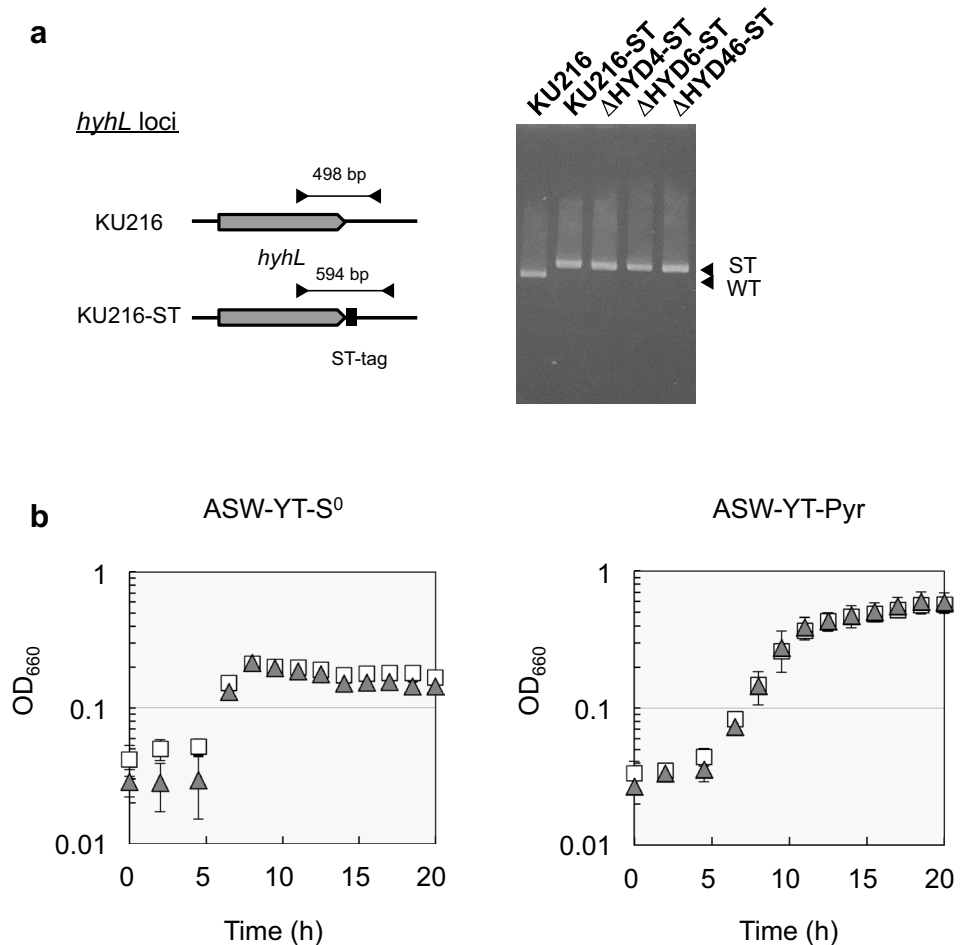 a
hyhL loci
KU216
498 bp
hyhL
KU216-ST
594 bp
ST-tag
KU216
KU216-ST
ΔHYD4-ST
ΔHYD6-ST
ΔHYD46-ST
ST
WT
b
ASW-YT-S⁰
OD₆₆₀
1
0.1
0.01
0 5 10 15 20
Time (h)
ASW-YT-Pyr
OD₆₆₀
1
0.1
0.01
0 5 10 15 20
Time (h)